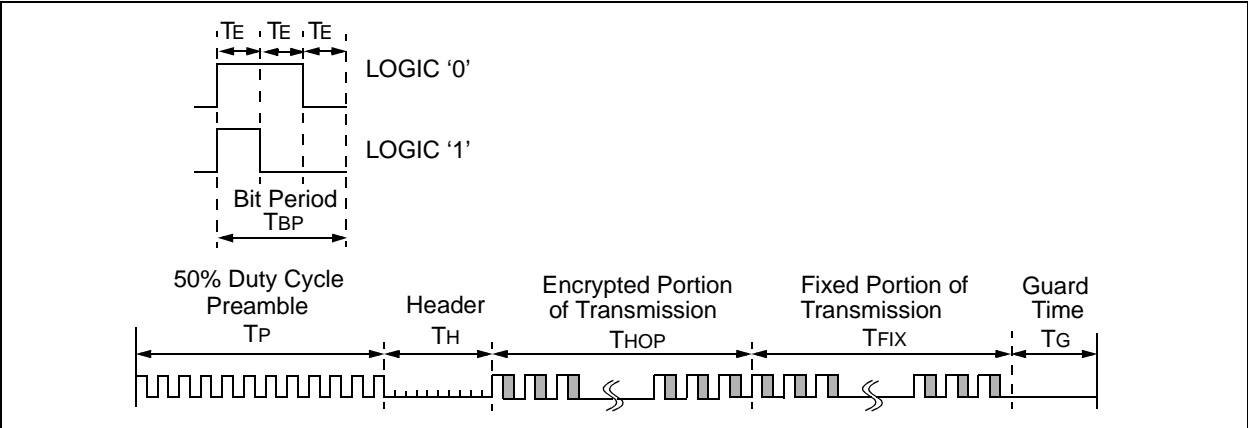 TE TE TE
LOGIC ‘0’
LOGIC ‘1’
Bit Period
TBP
50% Duty Cycle
Preamble
TP
Header
TH
Encrypted Portion
of Transmission
THOP
Fixed Portion of
Transmission
TFIX
Guard
Time
TG